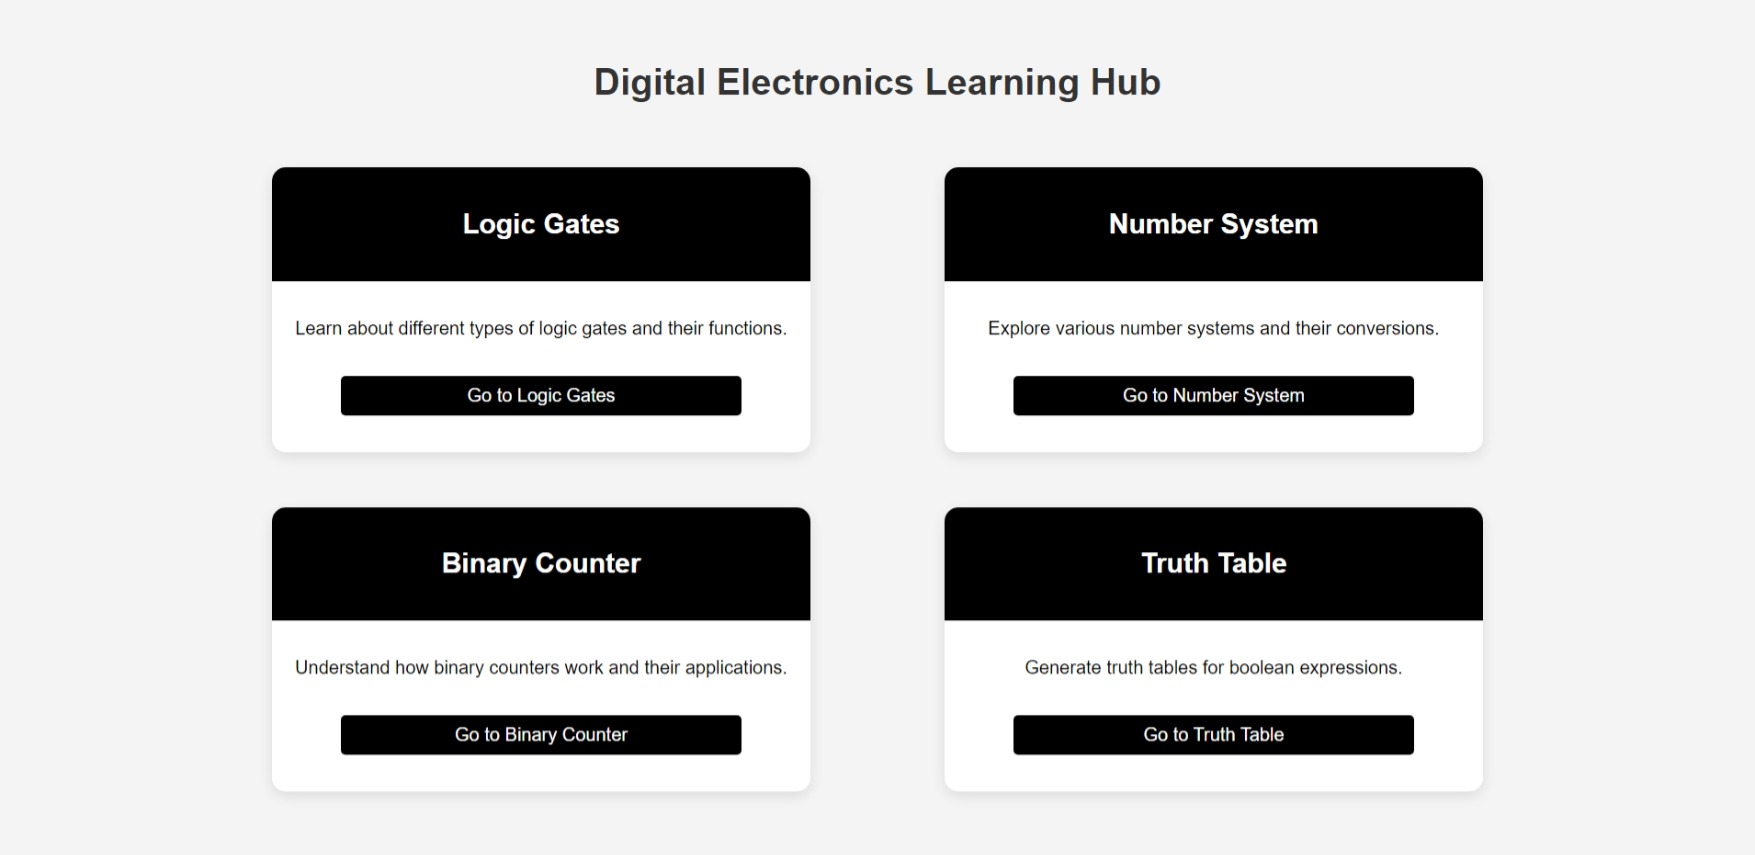 Digital Electronics Learning Hub
Logic Gates
Learn about different types of logic gates and their functions.
Go to Logic Gates
Number System
Explore various number systems and their conversions.
Go to Number System
Binary Counter
Understand how binary counters work and their applications.
Go to Binary Counter
Truth Table
Generate truth tables for boolean expressions.
Go to Truth Table